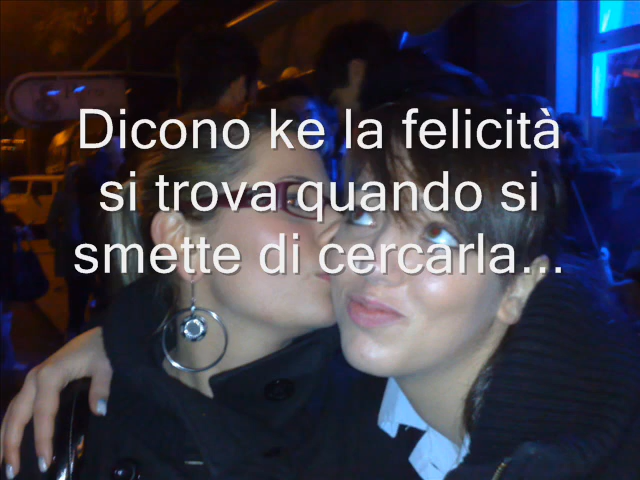 Dicono ke la felicità
si trova quando si
smette di cercarla...